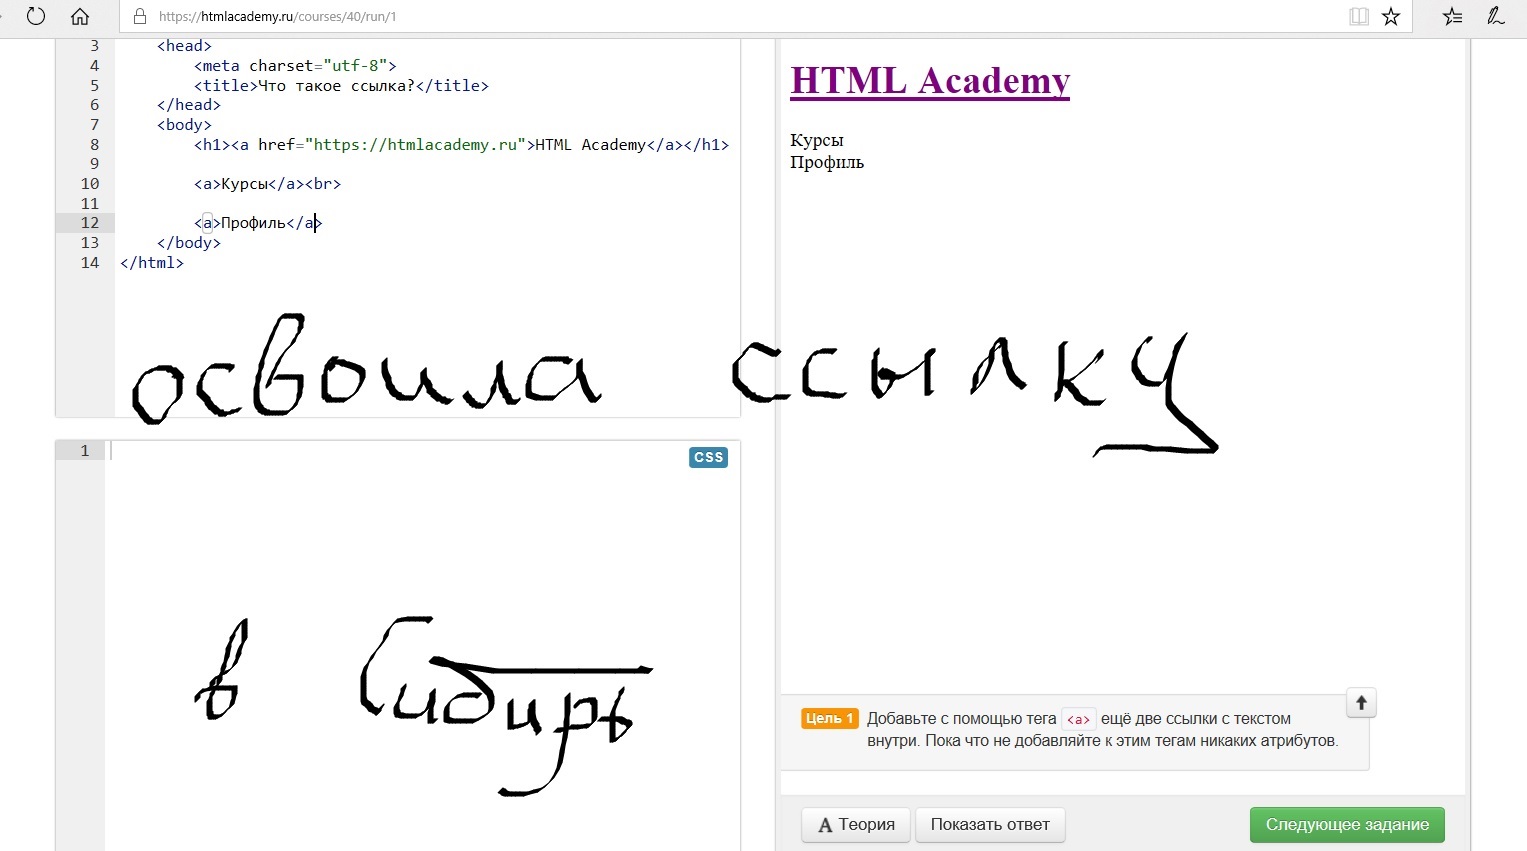 https://htmlacademy.ru/courses/40/run/1
3 <head>
4 <meta charset="utf-8">
5 <title>Что такое ссылка?</title>
6 </head>
7 <body>
8 <h1><a href="https://htmlacademy.ru">HTML Academy</a></h1>
9
10 <a>Курсы</a><br>
11
12 <a>Профиль</a>
13 </body>
14 </html>
HTML Academy
Курсы
Профиль
освоила ссылку
1
CSS
в Сибирь
Цель 1 Добавьте с помощью тега <a> ещё две ссылки с текстом
внутри. Пока что не добавляйте к этим тегам никаких атрибутов.
A Теория Показать ответ Следующее задание